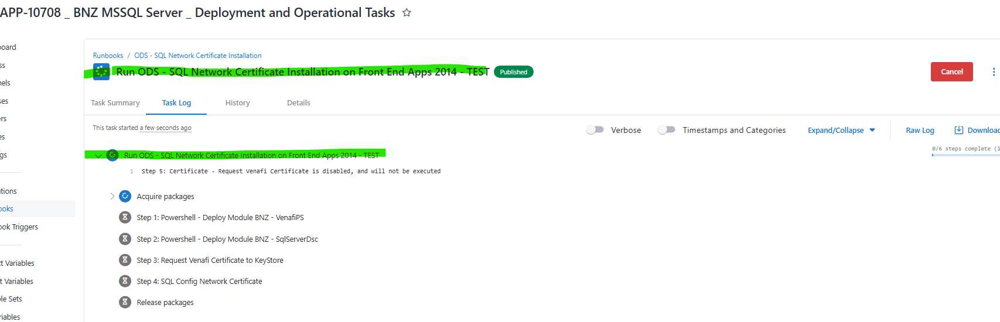 APP-10708 _ BNZ MSSQL Server _ Deployment and Operational Tasks
oard
ss
nels
ses
ers
es
gs
ations
ooks
ook Triggers
ct Variables
t Variables
ble Sets
riables
Runbooks / ODS - SQL Network Certificate Installation
Run ODS - SQL Network Certificate Installation on Front End Apps 2014 - TEST Published
Cancel
Task Summary Task Log History Details
This task started a few seconds ago
Verbose Timestamps and Categories Expand/Collapse Raw Log Download
Run ODS - SQL Network Certificate Installation on Front End Apps 2014 - TEST
0/6 steps complete (1
1 Step 5: Certificate - Request Venafi Certificate is disabled, and will not be executed
Acquire packages
Step 1: Powershell - Deploy Module BNZ - VenafiPS
Step 2: Powershell - Deploy Module BNZ - SqlServerDsc
Step 3: Request Venafi Certificate to KeyStore
Step 4: SQL Config Network Certificate
Release packages